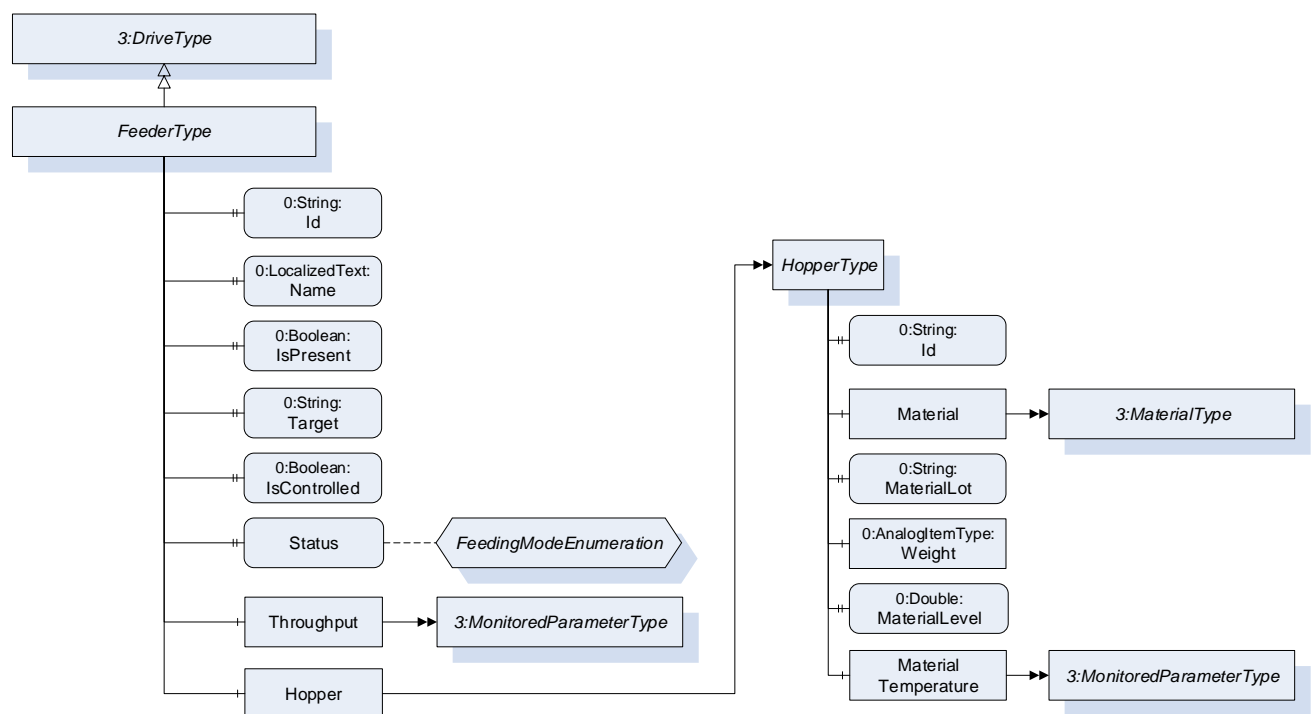 3:DriveType
FeederType
0:String:
Id
0:LocalizedText:
Name
0:Boolean:
IsPresent
0:String:
Target
0:Boolean:
IsControlled
Status
FeedingModeEnumeration
Throughput
3:MonitoredParameterType
Hopper
HopperType
0:String:
Id
Material
3:MaterialType
0:String:
MaterialLot
0:AnalogItemType:
Weight
0:Double:
MaterialLevel
Material
Temperature
3:MonitoredParameterType